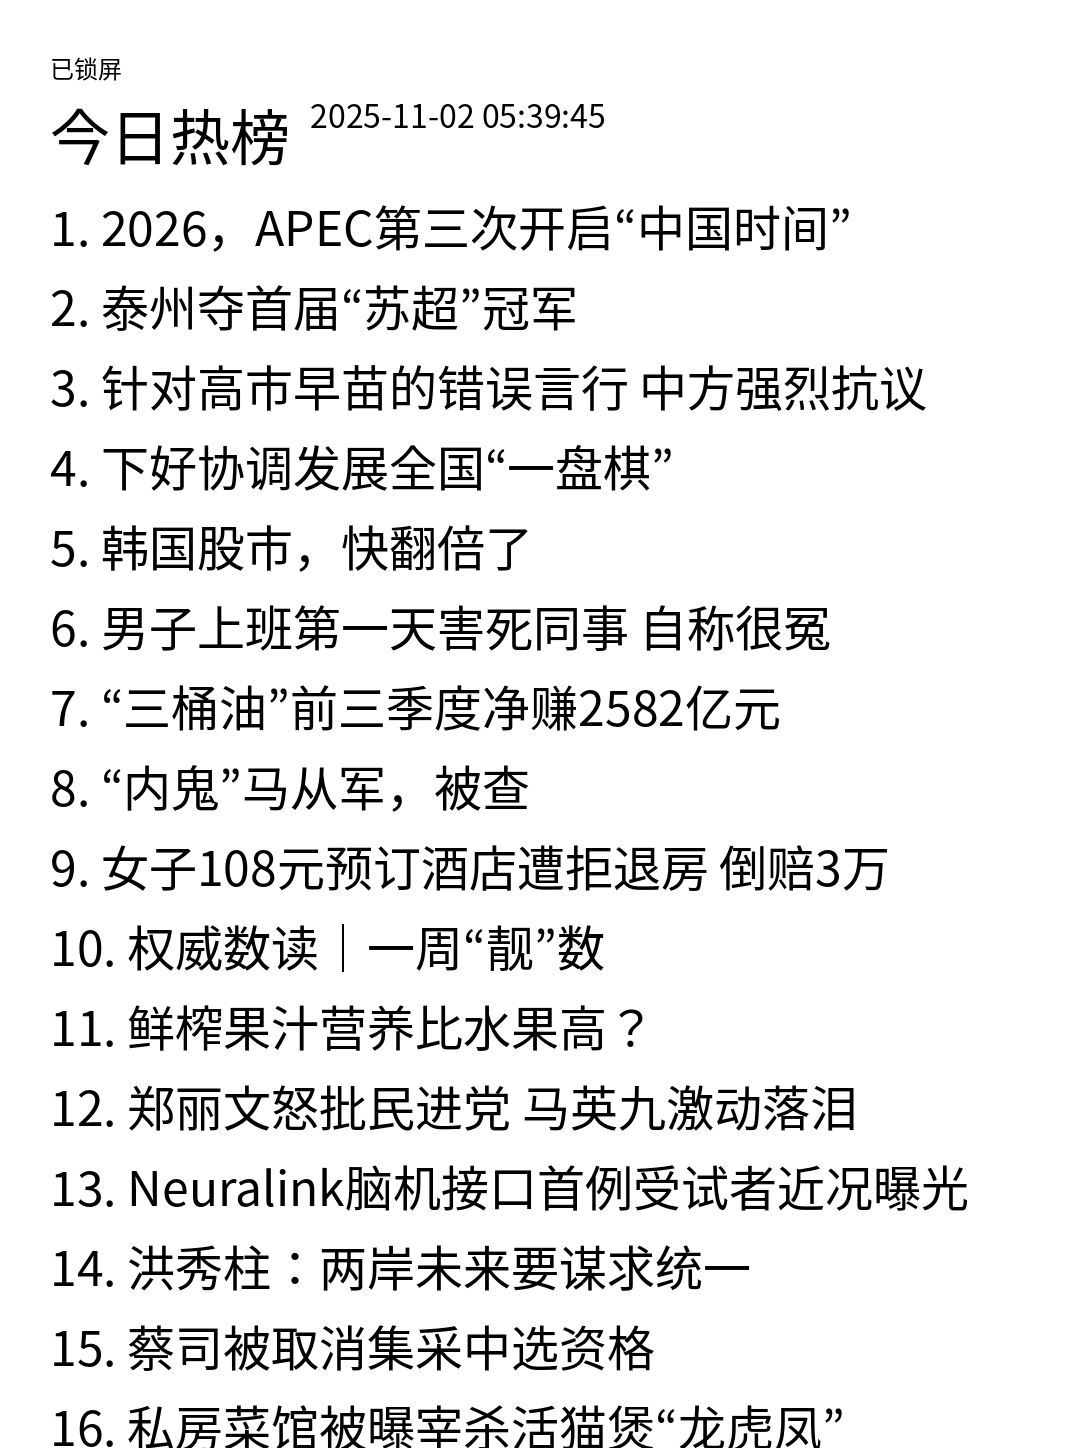 已锁屏
今日热榜 2025-11-02 05:39:45
1. 2026，APEC第三次开启“中国时间”
2. 泰州夺首届“苏超”冠军
3. 针对高市早苗的错误言行 中方强烈抗议
4. 下好协调发展全国“一盘棋”
5. 韩国股市，快翻倍了
6. 男子上班第一天害死同事 自称很冤
7. “三桶油”前三季度净赚2582亿元
8. “内鬼”马从军，被查
9. 女子108元预订酒店遭拒退房 倒赔3万
10. 权威数读｜一周“靓”数
11. 鲜榨果汁营养比水果高？
12. 郑丽文怒批民进党 马英九激动落泪
13. Neuralink脑机接口首例受试者近况曝光
14. 洪秀柱：两岸未来要谋求统一
15. 蔡司被取消集采中选资格
16. 私房菜馆被曝宰杀活猫煲“龙虎凤”